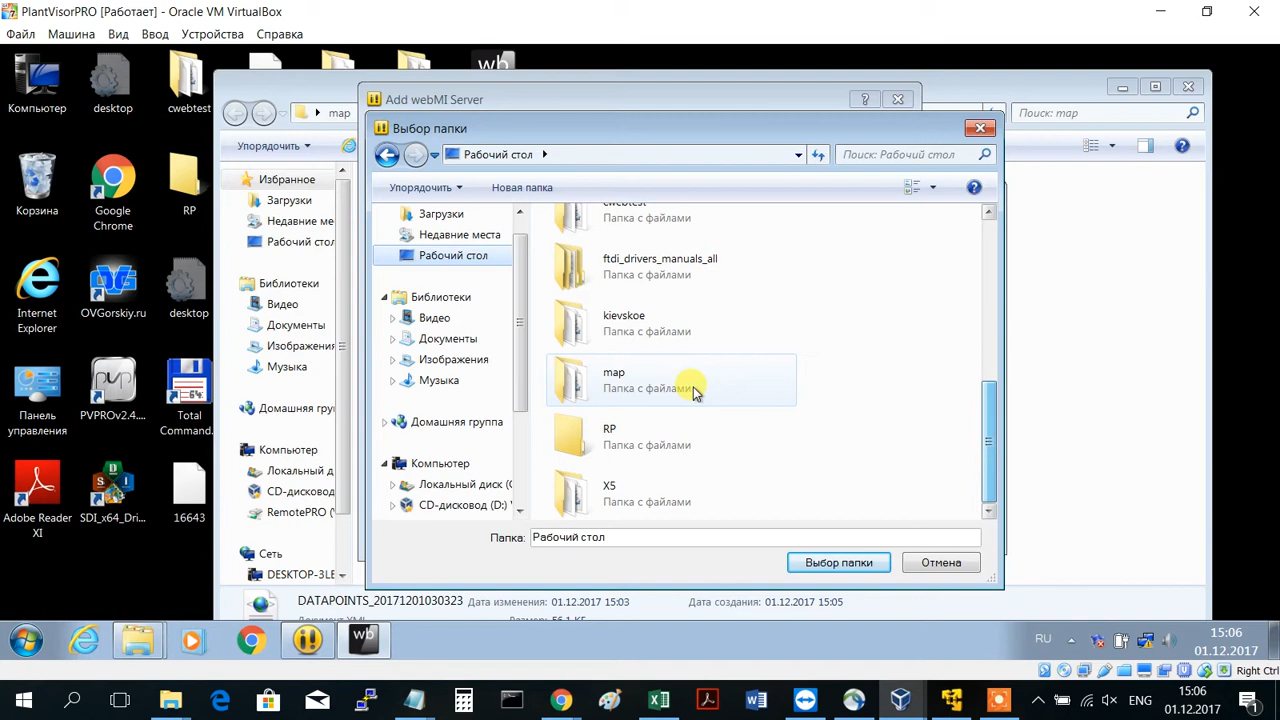 PlantVisorPRO [Работает] - Oracle VM VirtualBox
Файл Машина Вид Ввод Устройства Справка
wb
Компьютер
desktop
cwebtest
Корзина
Google Chrome
RP
Internet Explorer
OVGorskiy.ru
desktop
Панель управления
PVPROv2.4....
Total Command...
Adobe Reader XI
SDI_x64_Dri...
16643
map
Поиск: map
Упорядочить
Избранное
Загрузки
Недавние ме
Рабочий стол
Библиотеки
Видео
Документы
Изображения
Музыка
Домашняя гру
Компьютер
Локальный д
CD-дисковод
RemotePRO (
Сеть
DESKTOP-3LE
DATAPOINTS_20171201030323 Дата изменения: 01.12.2017 15:03 Дата создания: 01.12.2017 15:05
Add webMI Server
Выбор папки
Рабочий стол
Поиск: Рабочий стол
Упорядочить Новая папка
Загрузки
Недавние места
Рабочий стол
Библиотеки
Видео
Документы
Изображения
Музыка
Домашняя группа
Компьютер
Локальный диск (
CD-дисковод (D:)
cwebtest
Папка с файлами
ftdi_drivers_manuals_all
Папка с файлами
kievskoe
Папка с файлами
map
Папка с файлами
RP
Папка с файлами
X5
Папка с файлами
Папка: Рабочий стол
Выбор папки Отмена
wb
RU
15:06
01.12.2017
Right Ctrl
ENG
15:06
01.12.2017